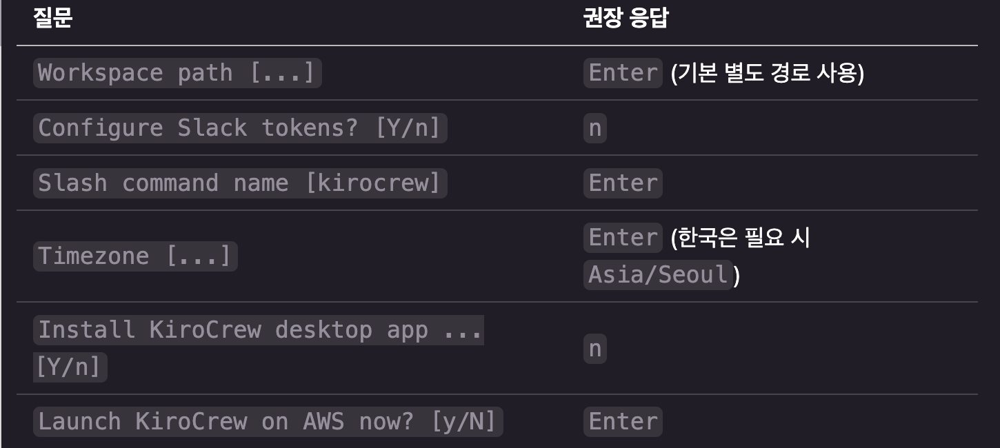 질문 권장 응답
Workspace path [...] Enter (기본 별도 경로 사용)
Configure Slack tokens? [Y/n] n
Slash command name [kirocrew] Enter
Timezone [...] Enter (한국은 필요 시
Asia/Seoul)
Install KiroCrew desktop app ...
[Y/n] n
Launch KiroCrew on AWS now? [y/N] Enter